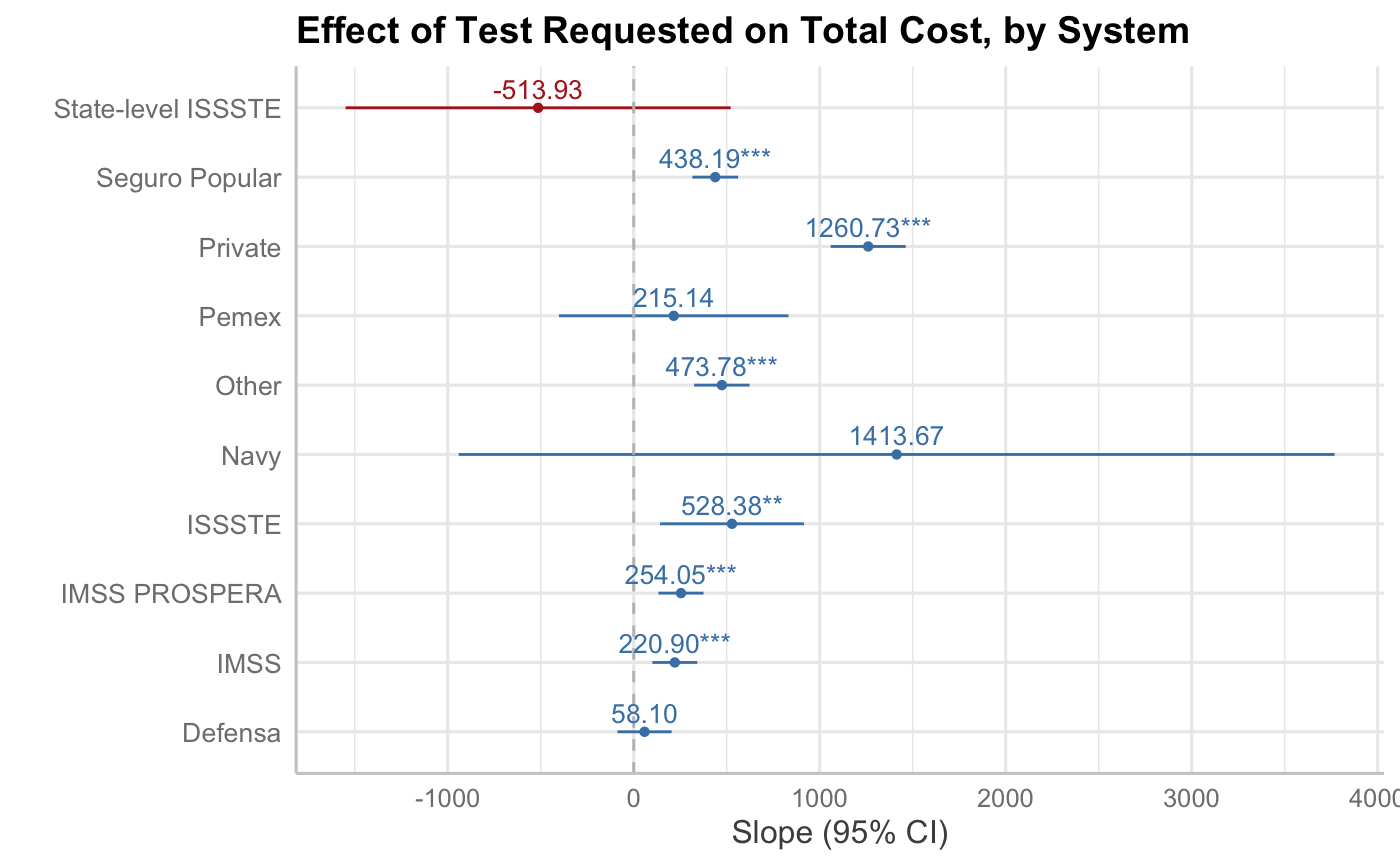 Effect of Test Requested on Total Cost, by System
State-level ISSSTE
-513.93
Seguro Popular
438.19***
Private
1260.73***
Pemex
215.14
Other
473.78***
Navy
1413.67
ISSSTE
528.38**
IMSS PROSPERA
254.05***
IMSS
220.90***
Defensa
58.10
-1000 0 1000 2000 3000 4000
Slope (95% CI)